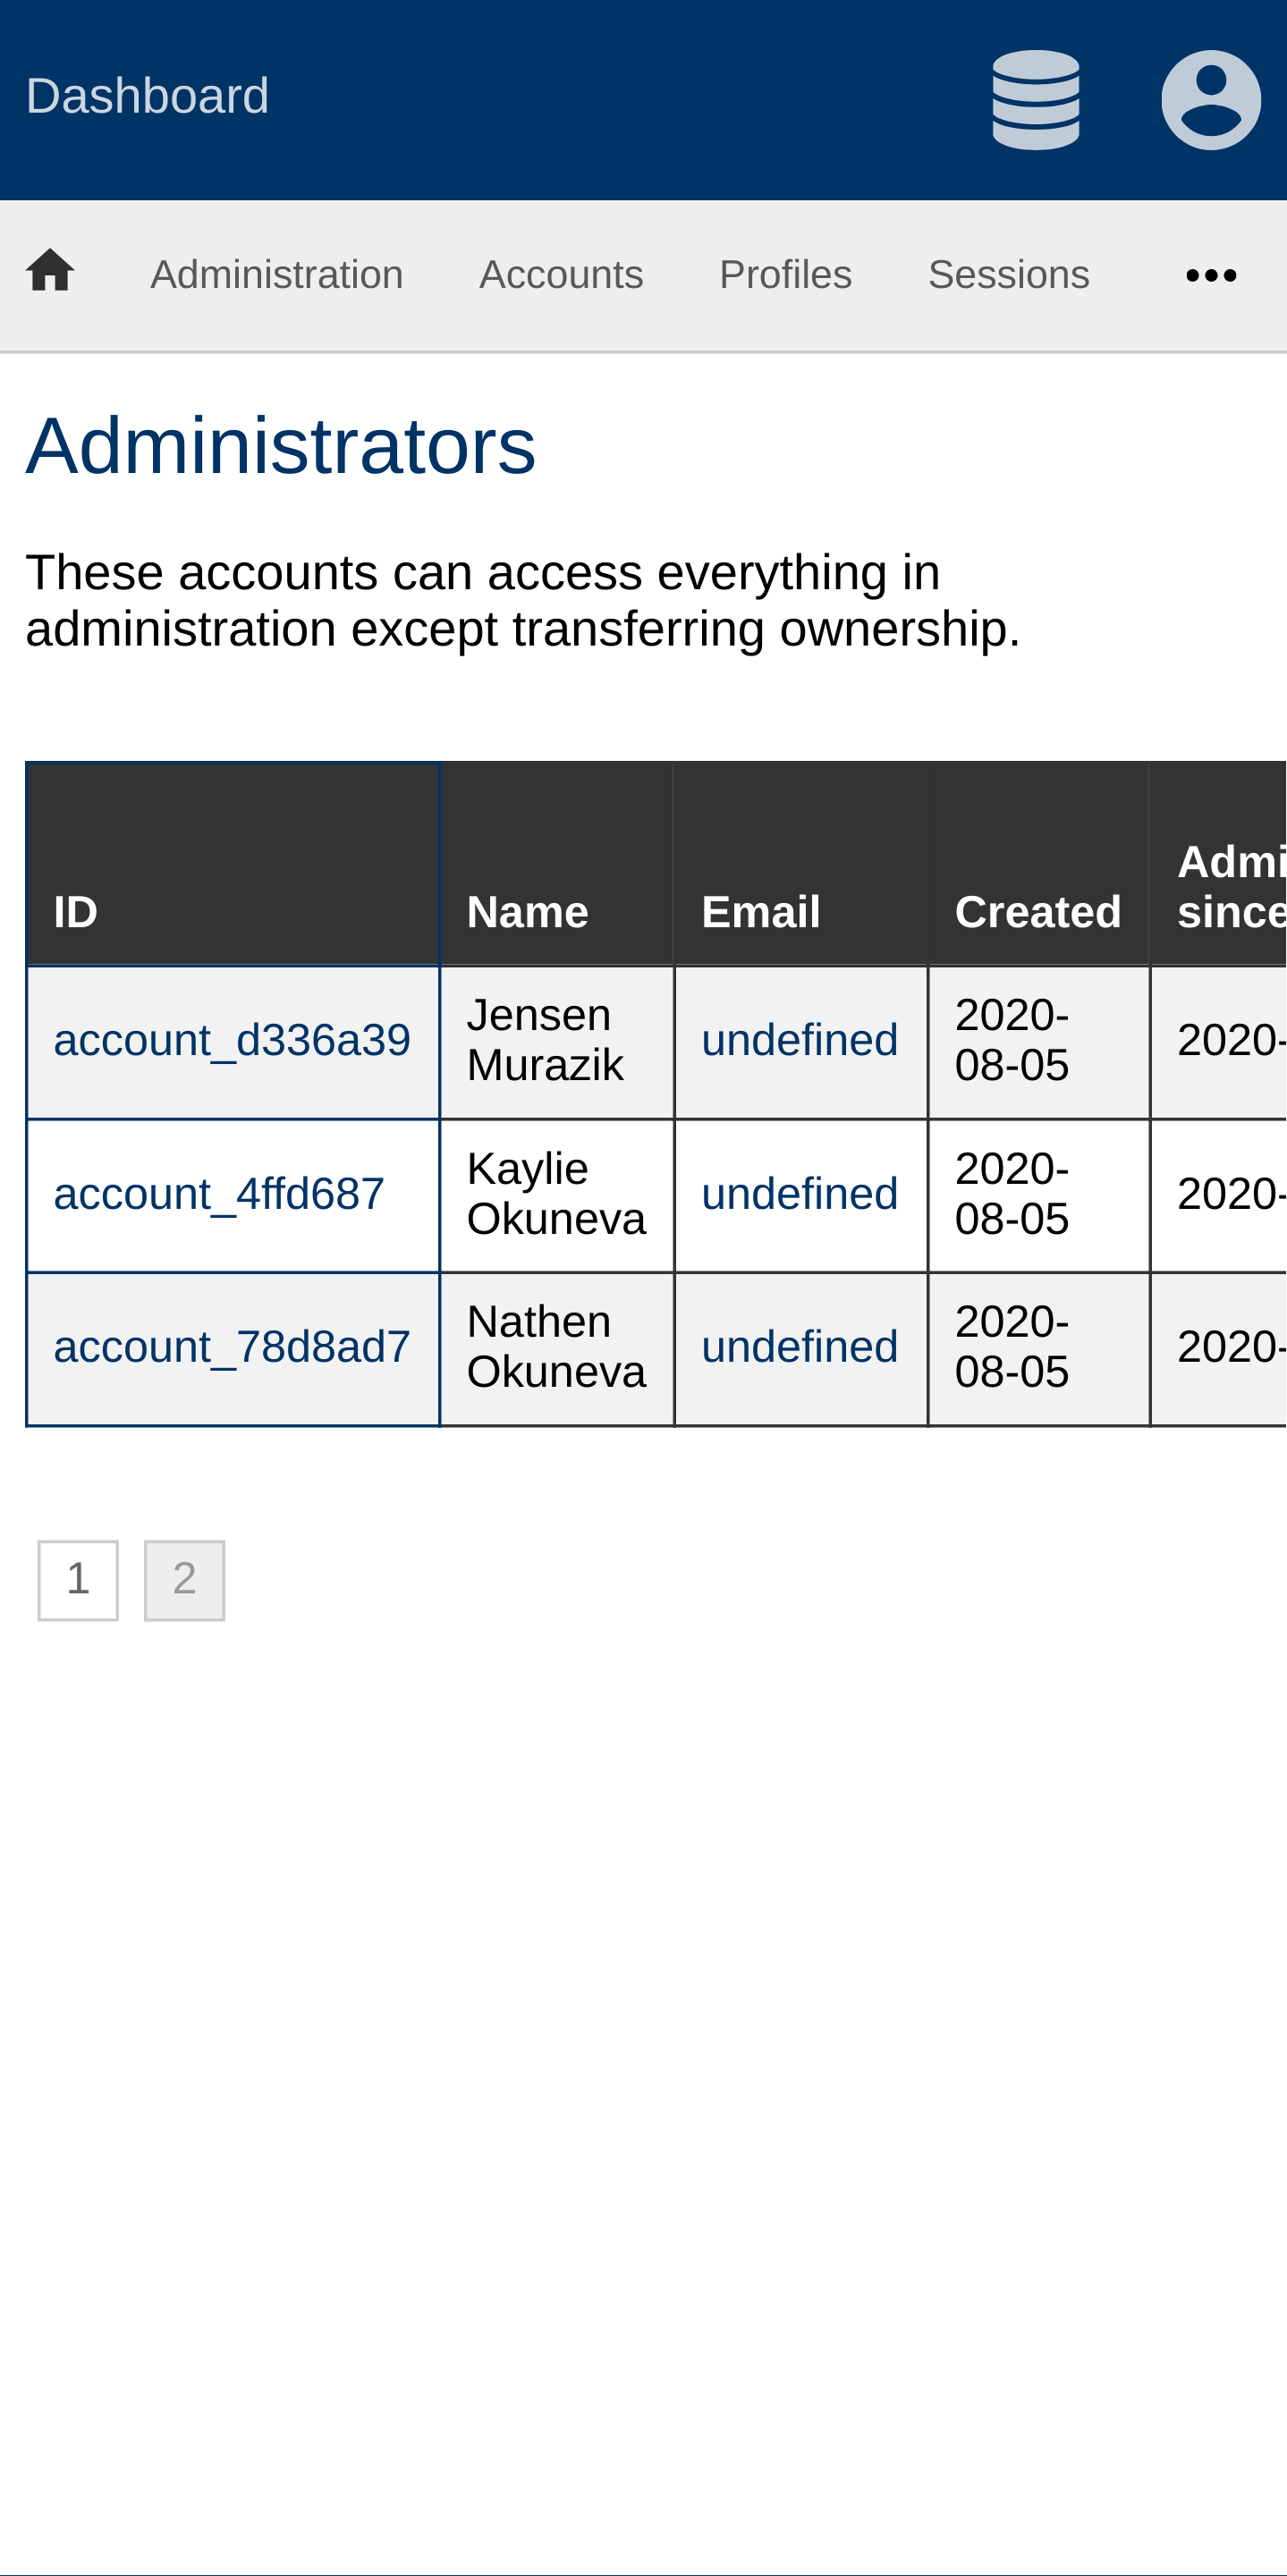 Dashboard
Administration Accounts Profiles Sessions
Administrators
These accounts can access everything in
administration except transferring ownership.
ID Name Email Created Admi
since
account_d336a39 Jensen Murazik undefined 2020-08-05 2020-
account_4ffd687 Kaylie Okuneva undefined 2020-08-05 2020-
account_78d8ad7 Nathen Okuneva undefined 2020-08-05 2020-
1 2